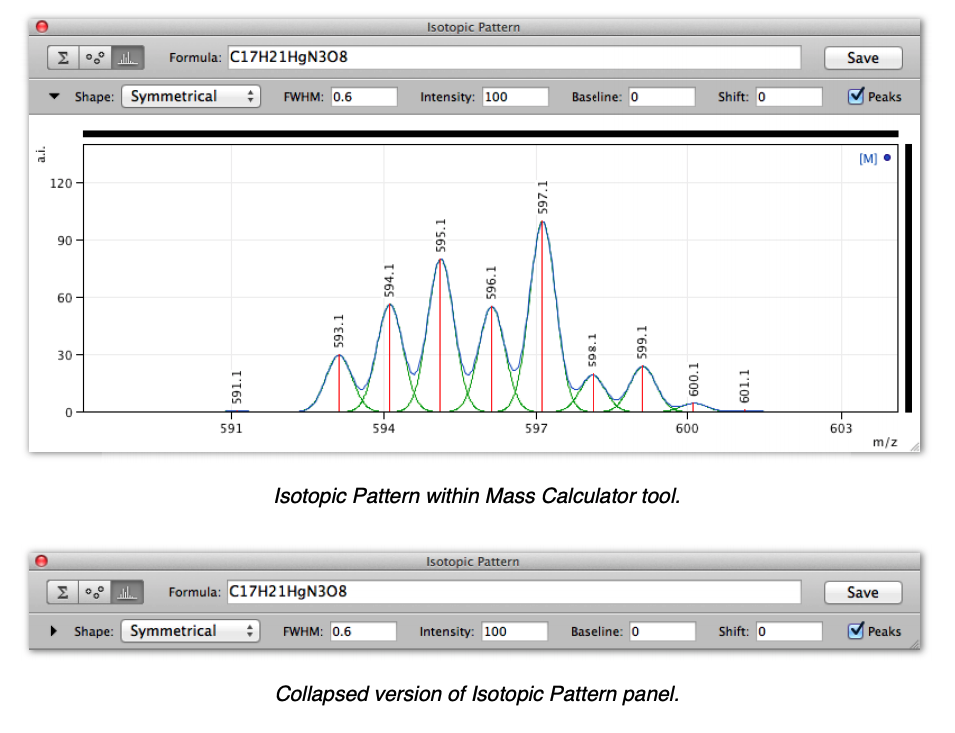 Isotopic Pattern
Σ Formula: C17H21HgN3O8 Save
Shape: Symmetrical FWHM: 0.6 Intensity: 100 Baseline: 0 Shift: 0 Peaks
a.i.
[M]
120
90
60
30
0
591.1
593.1
594.1
595.1
596.1
597.1
598.1
599.1
600.1
601.1
591 594 597 600 603
m/z
Isotopic Pattern within Mass Calculator tool.
Isotopic Pattern
Σ Formula: C17H21HgN3O8 Save
Shape: Symmetrical FWHM: 0.6 Intensity: 100 Baseline: 0 Shift: 0 Peaks
Collapsed version of Isotopic Pattern panel.